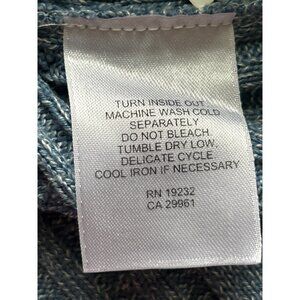 TURN INSIDE OUT
MACHINE WASH COLD
SEPARATELY
DO NOT BLEACH
TUMBLE DRY LOW,
DELICATE CYCLE
COOL IRON IF NECESSARY
RN 19232
CA 29961